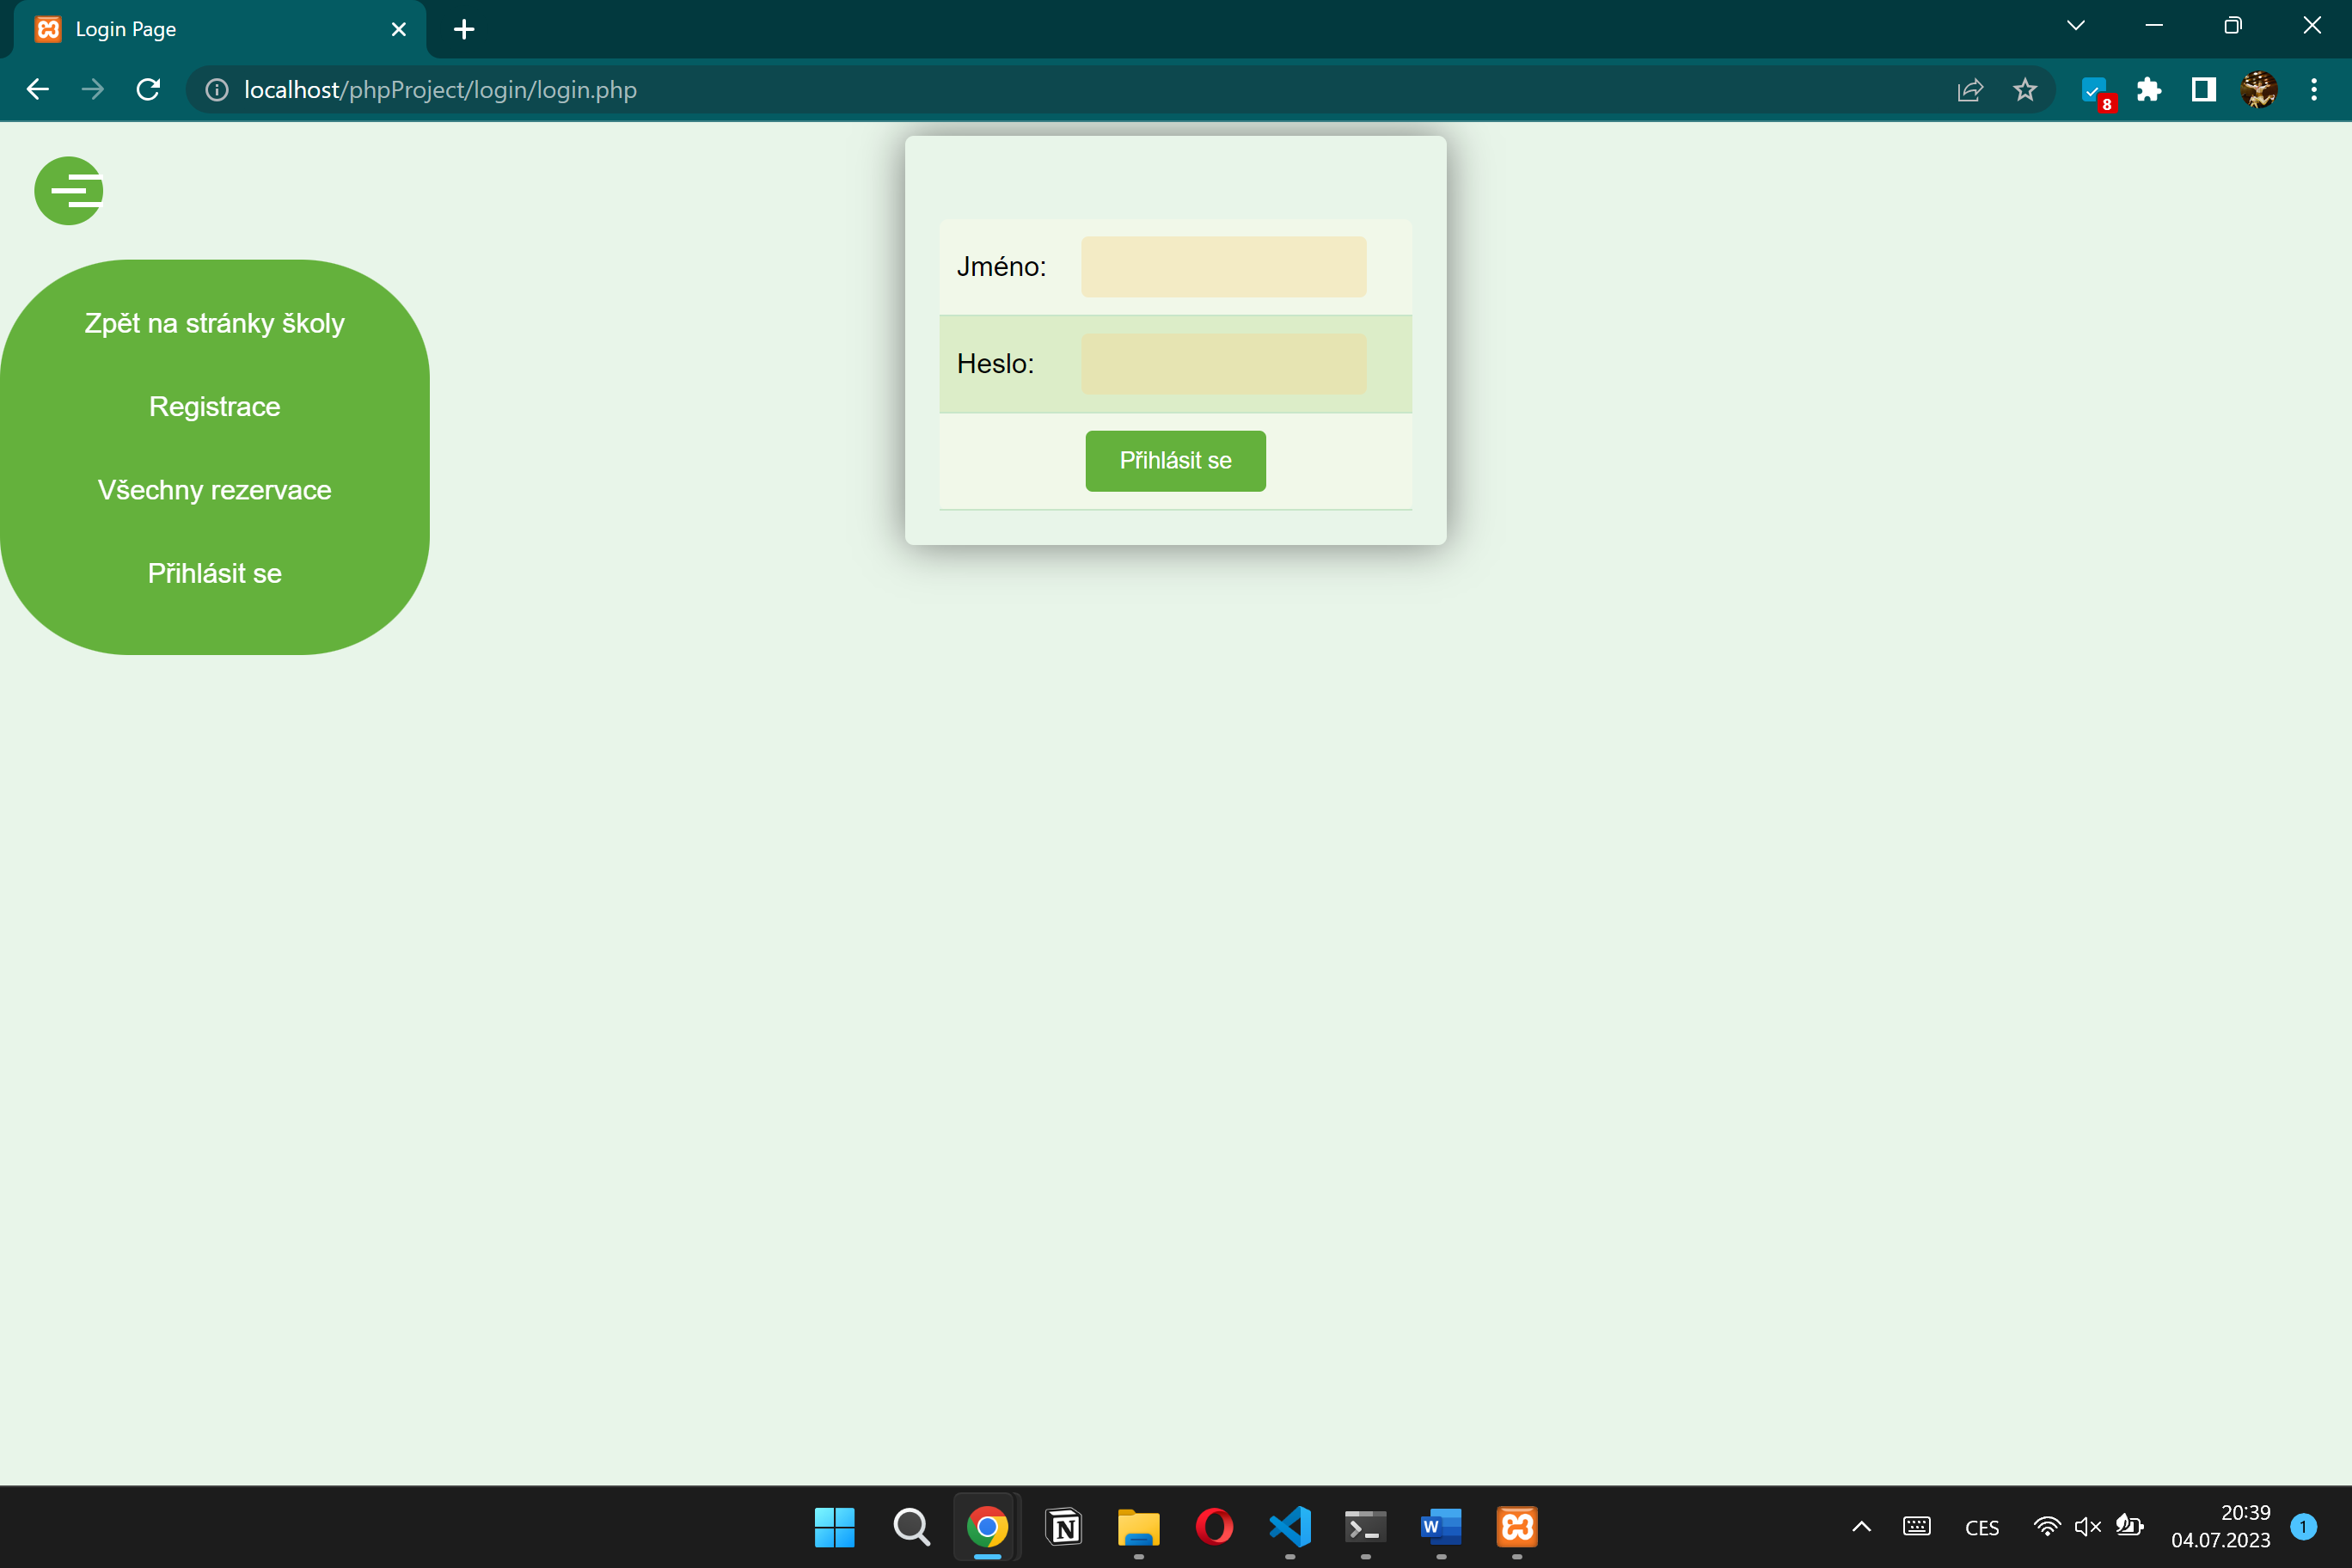 Login Page
localhost/phpProject/login/login.php
8
Zpět na stránky školy
Registrace
Všechny rezervace
Přihlásit se
Jméno:
Heslo:
Přihlásit se
N
W
CES
20:39
04.07.2023
1